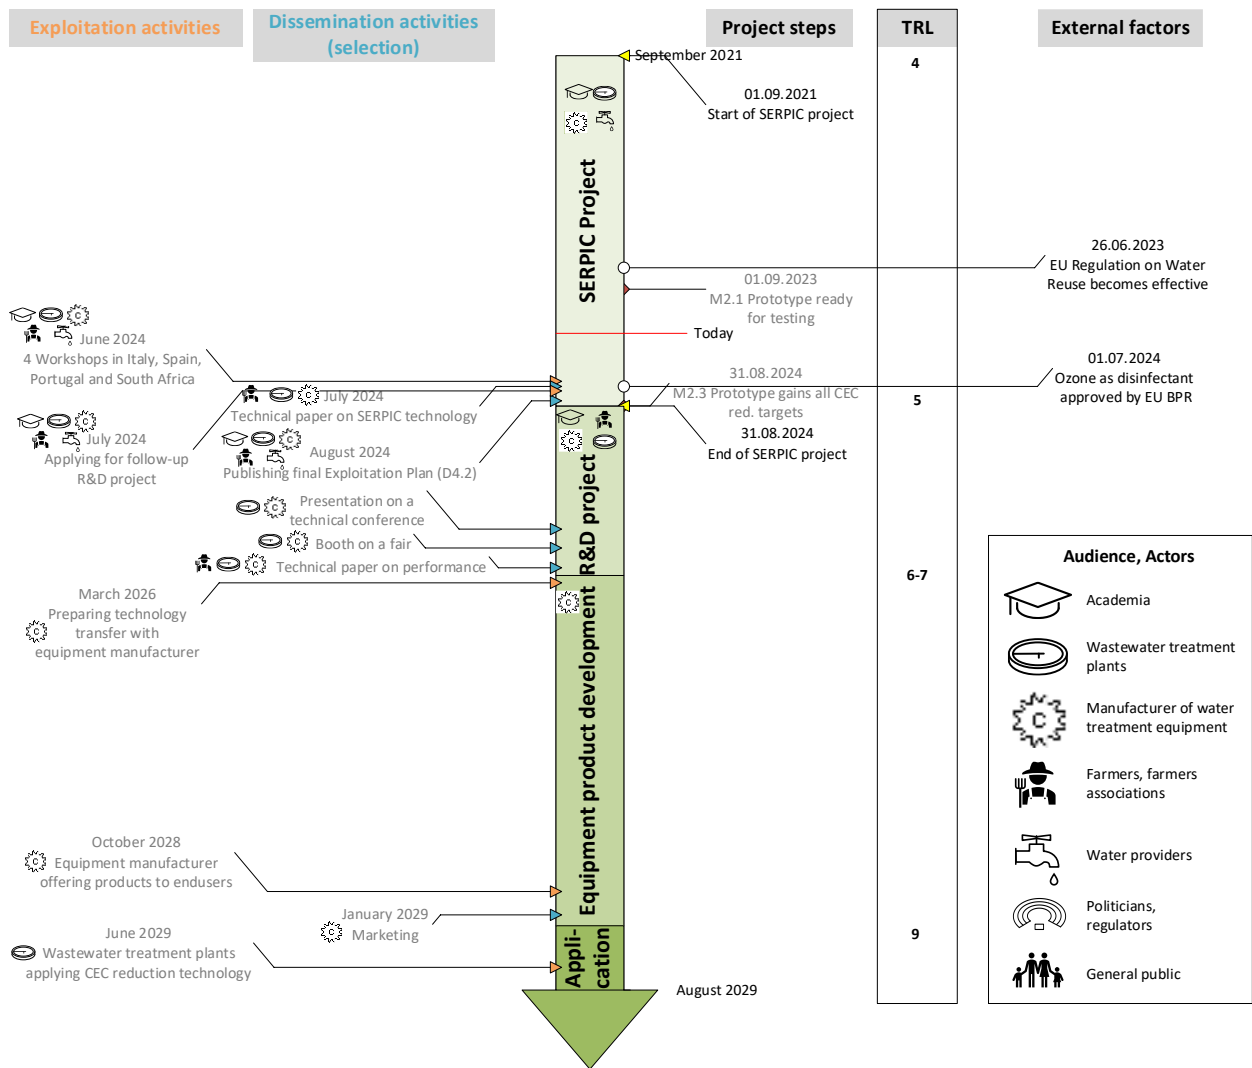 Exploitation activities
Dissemination activities
(selection)
Project steps
TRL
External factors
September 2021
4
01.09.2021
Start of SERPIC project
SERPIC Project
26.06.2023
EU Regulation on Water
Reuse becomes effective
01.09.2023
M2.1 Prototype ready
for testing
Today
June 2024
4 Workshops in Italy, Spain,
Portugal and South Africa
July 2024
Technical paper on SERPIC technology
31.08.2024
M2.3 Prototype gains all CEC
red. targets
01.07.2024
Ozone as disinfectant
approved by EU BPR
5
July 2024
Applying for follow-up
R&D project
August 2024
Publishing final Exploitation Plan (D4.2)
31.08.2024
End of SERPIC project
R&D project
Presentation on a
technical conference
Booth on a fair
Technical paper on performance
6-7
March 2026
Preparing technology
transfer with
equipment manufacturer
C
C
C
C
C
C
C
C
C
C
C
C
Equipment product development
October 2028
Equipment manufacturer
offering products to endusers
January 2029
Marketing
June 2029
Wastewater treatment plants
applying CEC reduction technology
9
Appli-
cation
August 2029
Audience, Actors
Academia
Wastewater treatment
plants
C
Manufacturer of water
treatment equipment
Farmers, farmers
associations
Water providers
Politicians,
regulators
General public